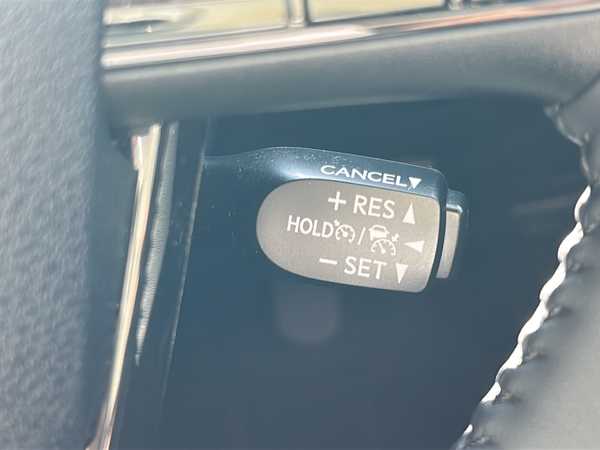 CANCEL▼
+ RES ▲
HOLD / ◀
− SET ▼